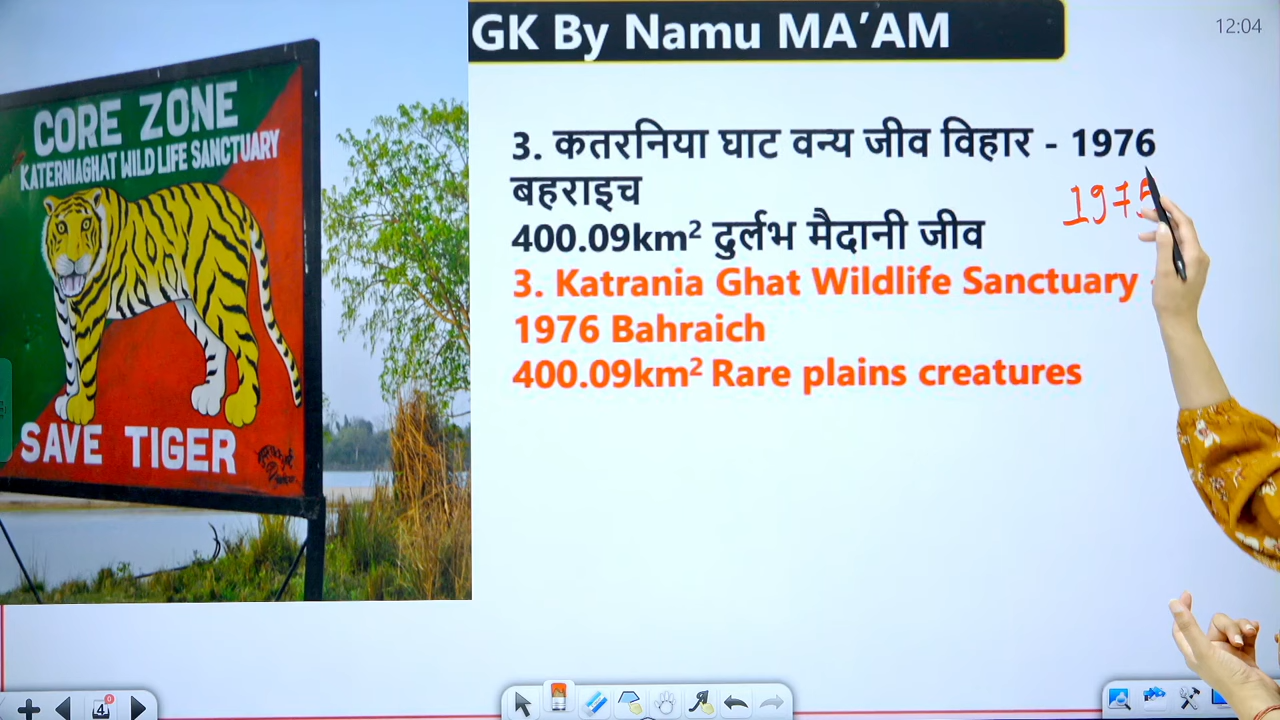 GK By Namu MA’AM
12:04
CORE ZONE
KATERNIAGHAT WILD LIFE SANCTUARY
SAVE TIGER
3. कतरनिया घाट वन्य जीव विहार - 1976
बहराइच
1975
400.09km² दुर्लभ मैदानी जीव
3. Katrania Ghat Wildlife Sanctuary -
1976 Bahraich
400.09km² Rare plains creatures
4